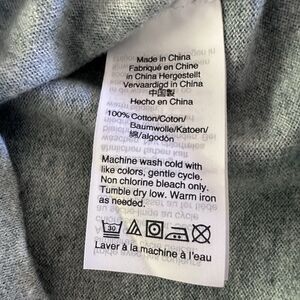 Made in China
Fabriqué en Chine
in China Hergestellt
Vervaardigd in China
中国製
Hecho en China
100% Cotton/Coton/
Baumwolle/Katoen/
綿/algodón
Machine wash cold with
like colors, gentle cycle.
Non chlorine bleach only.
Tumble dry low. Warm iron
as needed.
30
Laver à la machine à l'eau